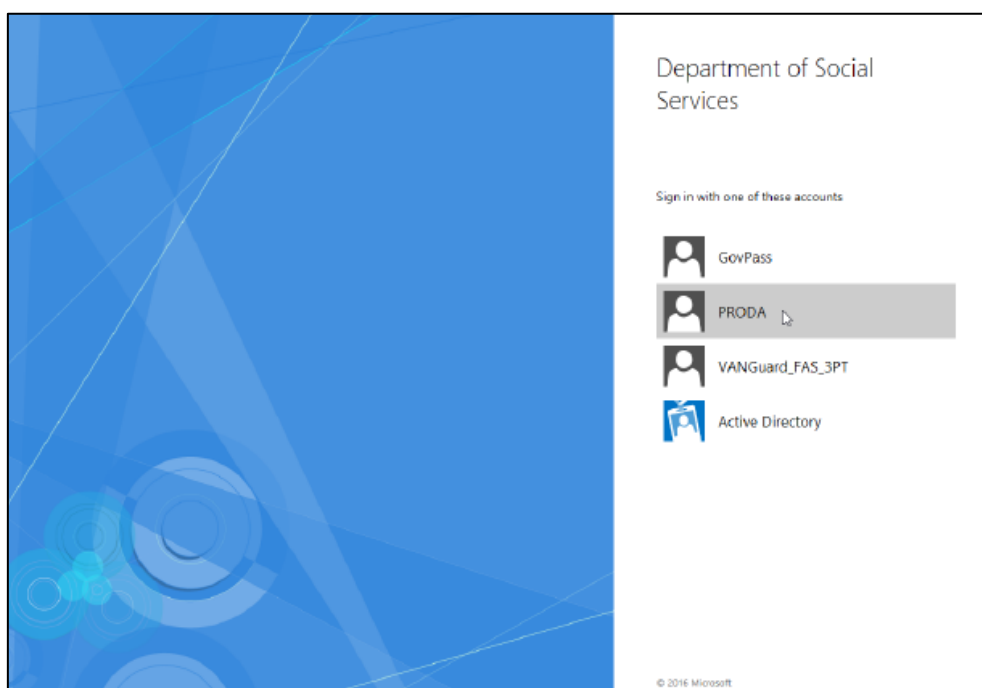 Department of Social
Services
Sign in with one of these accounts
GovPass
PRODA
VANGuard_FAS_3PT
Active Directory
© 2016 Microsoft